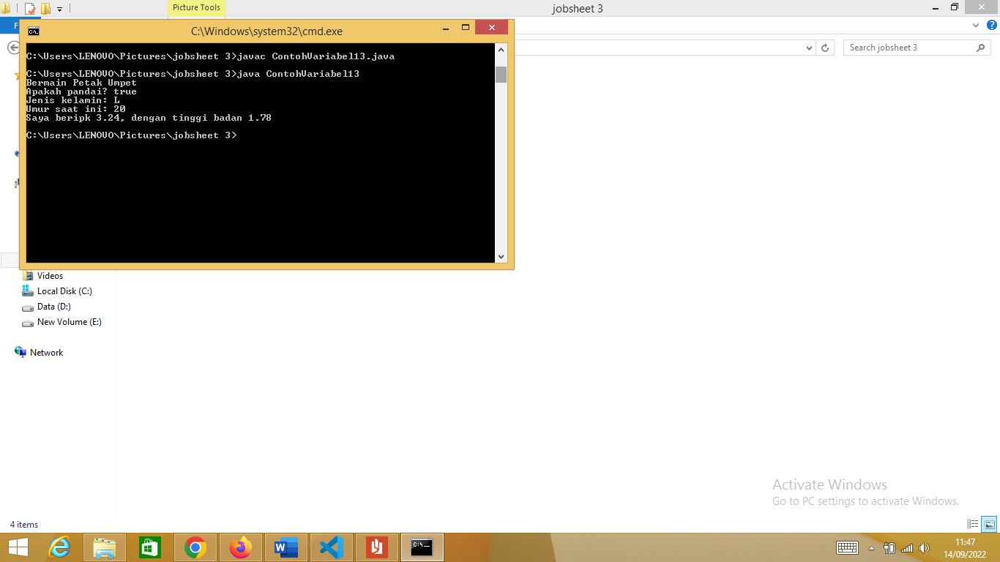 Picture Tools
jobsheet 3
F
C:\Windows\system32\cmd.exe
C:\Users\LENOVO\Pictures\jobsheet 3>javac ContohVariabel13.java
C:\Users\LENOVO\Pictures\jobsheet 3>java ContohVariabel13
Bermain Petak Umpet
Apakah pandai? true
Jenis kelamin: L
Umur saat ini: 20
Saya beripk 3.24, dengan tinggi badan 1.78
C:\Users\LENOVO\Pictures\jobsheet 3>
Search jobsheet 3
Videos
Local Disk (C:)
Data (D:)
New Volume (E:)
Network
Activate Windows
Go to PC settings to activate Windows.
4 items
11:47
14/09/2022